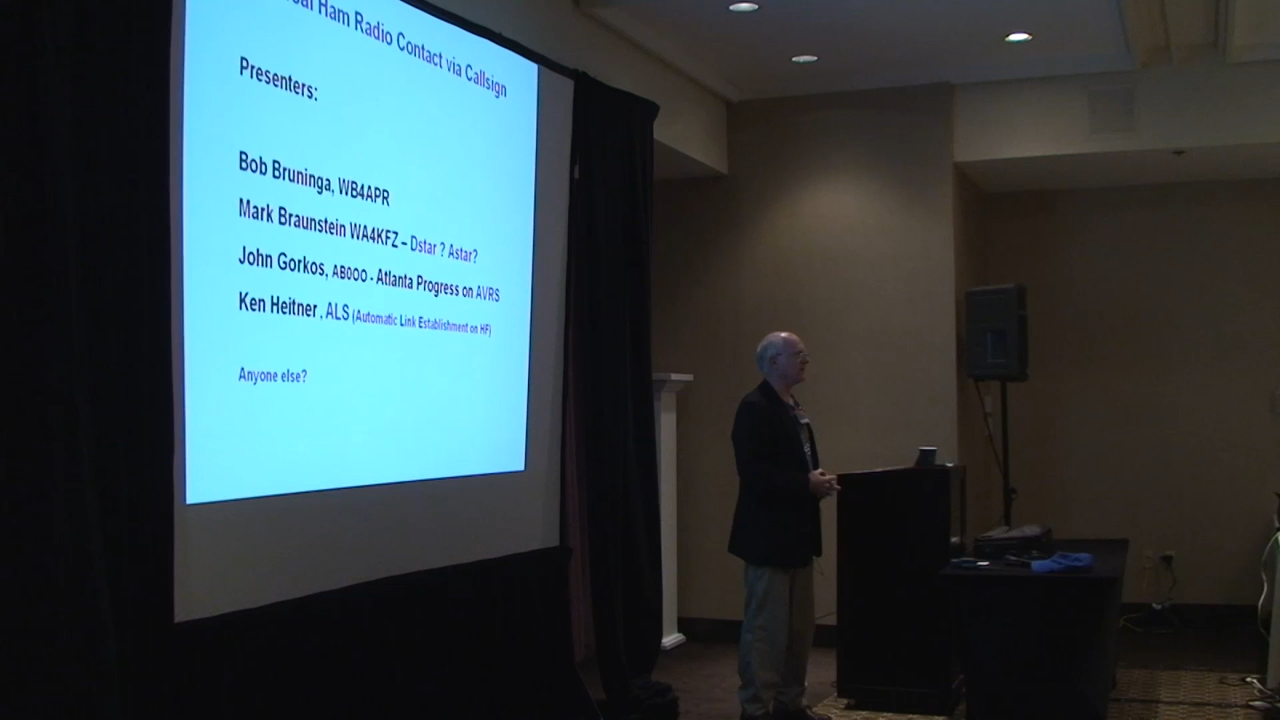 Ham Radio Contact via Callsign
Presenters:
Bob Bruninga, WB4APR
Mark Braunstein WA4KFZ – Dstar ? Astar?
John Gorkos, AB0OO - Atlanta Progress on AVRS
Ken Heitner , ALS (Automatic Link Establishment on HF)
Anyone else?